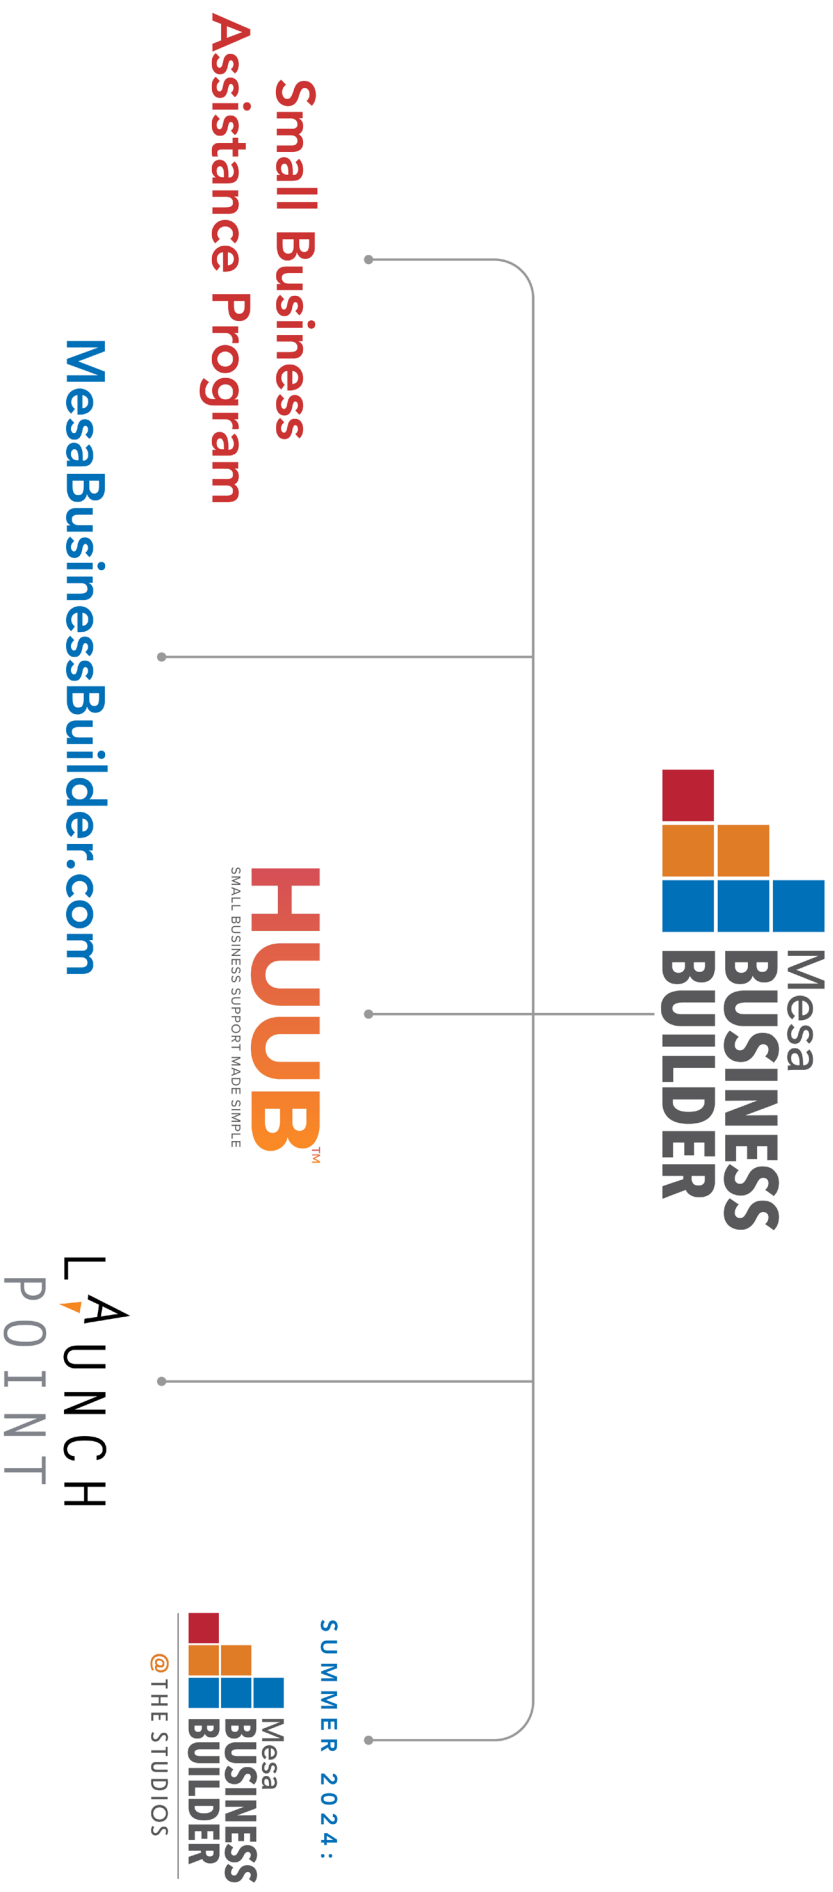 Mesa
BUSINESS
BUILDER
Small Business
Assistance Program
MesaBusinessBuilder.com
HUUB™
SMALL BUSINESS SUPPORT MADE SIMPLE
LAUNCH
POINT
SUMMER 2024:
Mesa
BUSINESS
BUILDER
@THE STUDIOS